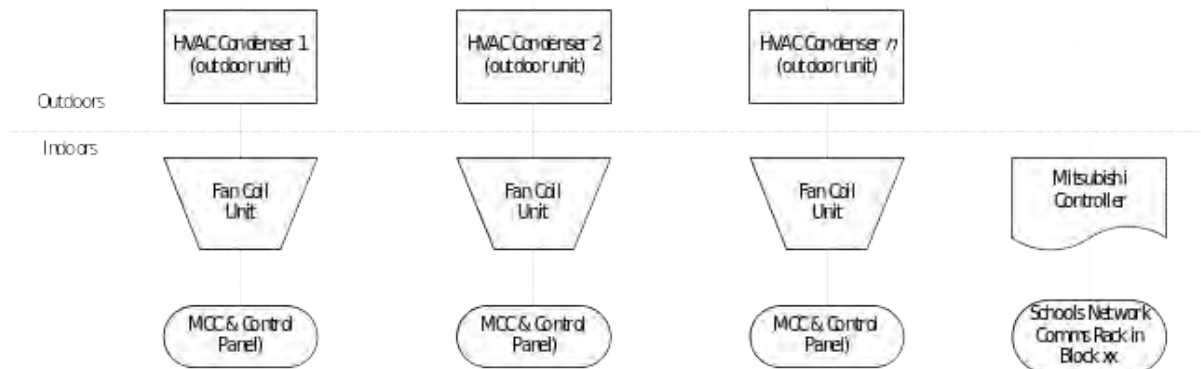 HVAC Condenser 1
(outdoor unit)
HVAC Condenser 2
(outdoor unit)
HVAC Condenser n
(outdoor unit)
Outdoors
Indoors
Fan Coil
Unit
Fan Coil
Unit
Fan Coil
Unit
Mitsubishi
Controller
MCC & Control
Panel)
MCC & Control
Panel)
MCC & Control
Panel)
Schools Network
Comms Rack in
Block xx